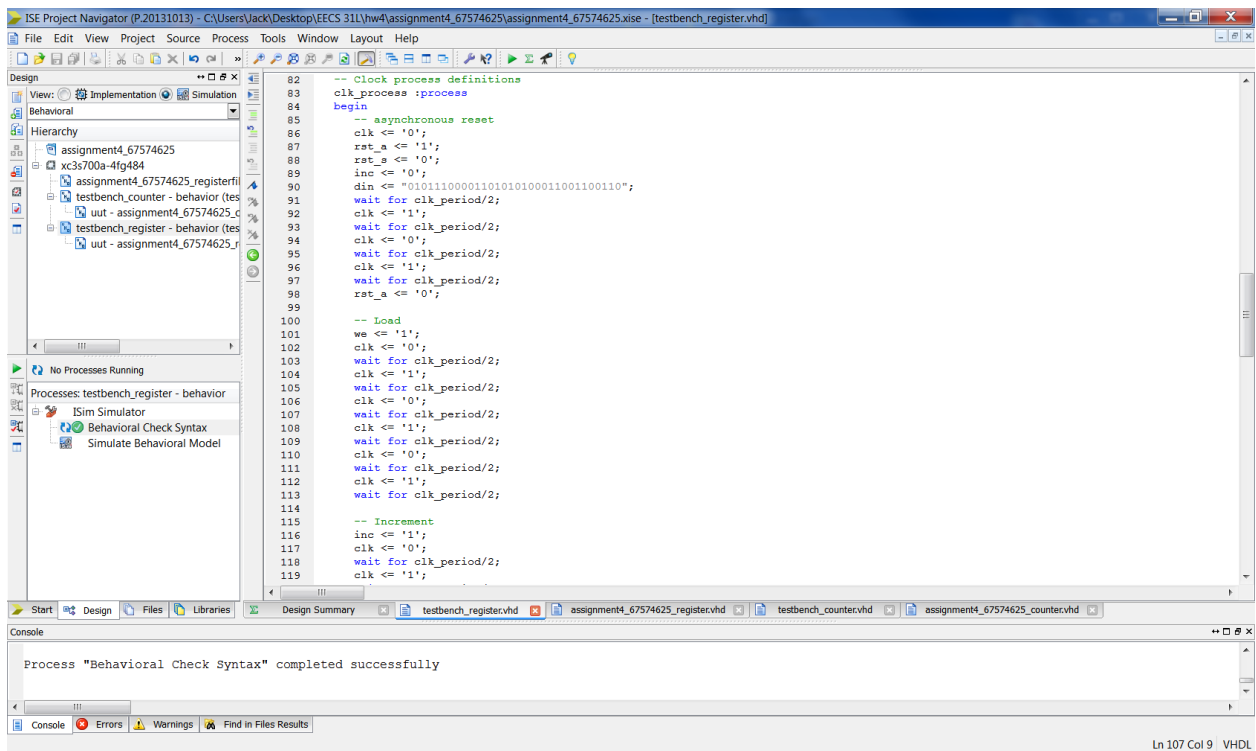 ISE Project Navigator (P.20131013) - C:\Users\Jack\Desktop\EECS 31L\hw4\assignment4_67574625\assignment4_67574625.xise - [testbench_register.vhd]
File Edit View Project Source Process Tools Window Layout Help
Design
View: Implementation Simulation
Behavioral
Hierarchy
assignment4_67574625
xc3s700a-4fg484
assignment4_67574625_registerfil
testbench_counter - behavior (tes
uut - assignment4_67574625_c
testbench_register - behavior (tes
uut - assignment4_67574625_r
No Processes Running
Processes: testbench_register - behavior
ISim Simulator
Behavioral Check Syntax
Simulate Behavioral Model
82 -- Clock process definitions
83 clk_process :process
84 begin
85 -- asynchronous reset
86 clk <= '0';
87 rst_a <= '1';
88 rst_s <= '0';
89 inc <= '0';
90 din <= "01011100001101010100011001100110";
91 wait for clk_period/2;
92 clk <= '1';
93 wait for clk_period/2;
94 clk <= '0';
95 wait for clk_period/2;
96 clk <= '1';
97 wait for clk_period/2;
98 rst_a <= '0';
99
100 -- Load
101 we <= '1';
102 clk <= '0';
103 wait for clk_period/2;
104 clk <= '1';
105 wait for clk_period/2;
106 clk <= '0';
107 wait for clk_period/2;
108 clk <= '1';
109 wait for clk_period/2;
110 clk <= '0';
111 wait for clk_period/2;
112 clk <= '1';
113 wait for clk_period/2;
114
115 -- Increment
116 inc <= '1';
117 clk <= '0';
118 wait for clk_period/2;
119 clk <= '1';
Start Design Files Libraries
Design Summary testbench_register.vhd assignment4_67574625_register.vhd testbench_counter.vhd assignment4_67574625_counter.vhd
Console
Process "Behavioral Check Syntax" completed successfully
Console Errors Warnings Find in Files Results
Ln 107 Col 9 VHDL